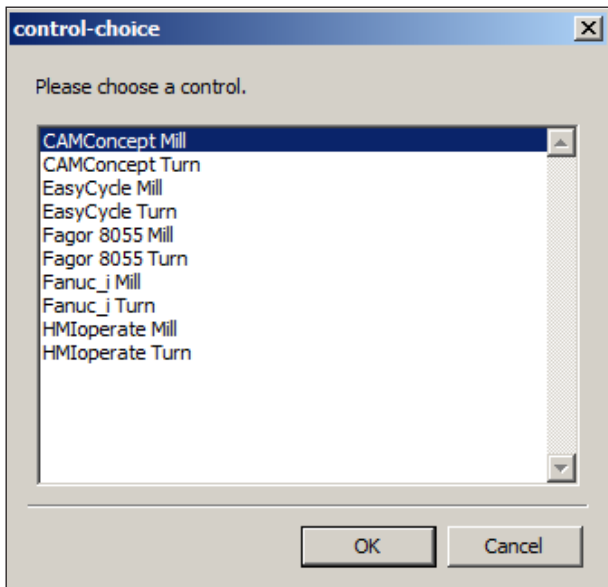 control-choice
Please choose a control.
CAMConcept Mill
CAMConcept Turn
EasyCycle Mill
EasyCycle Turn
Fagor 8055 Mill
Fagor 8055 Turn
Fanuc_i Mill
Fanuc_i Turn
HMIoperate Mill
HMIoperate Turn
OK Cancel